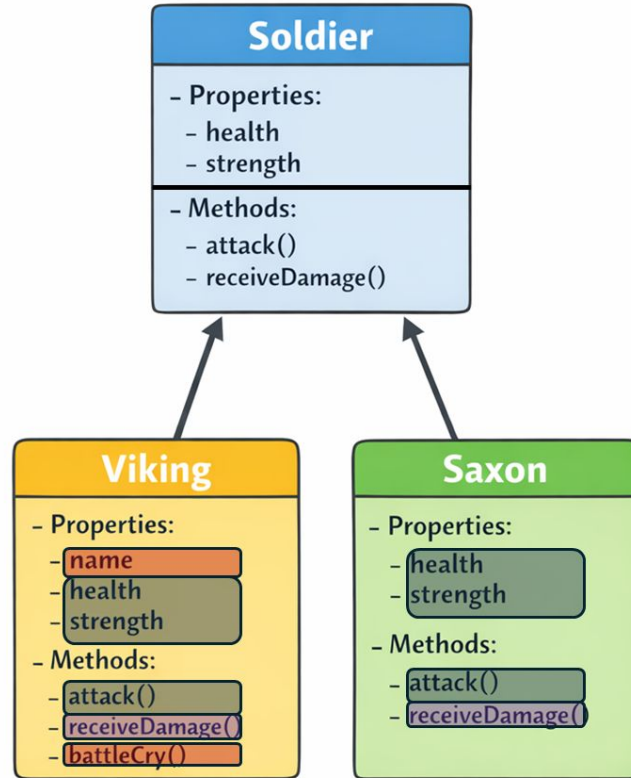 Soldier
- Properties:
- health
- strength
- Methods:
- attack()
- receiveDamage()
Viking
- Properties:
- name
- health
- strength
- Methods:
- attack()
- receiveDamage()
- battleCry()
Saxon
- Properties:
- health
- strength
- Methods:
- attack()
- receiveDamage()